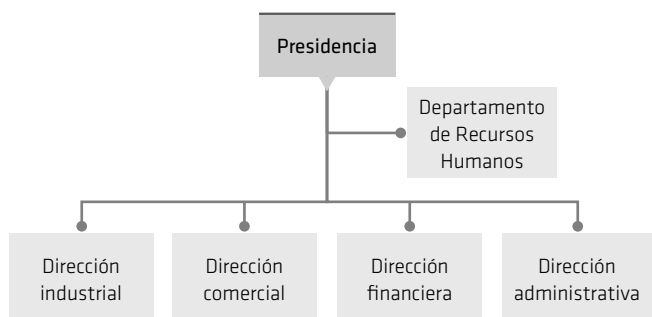 Presidencia
Departamento
de Recursos
Humanos
Dirección
industrial
Dirección
comercial
Dirección
financiera
Dirección
administrativa